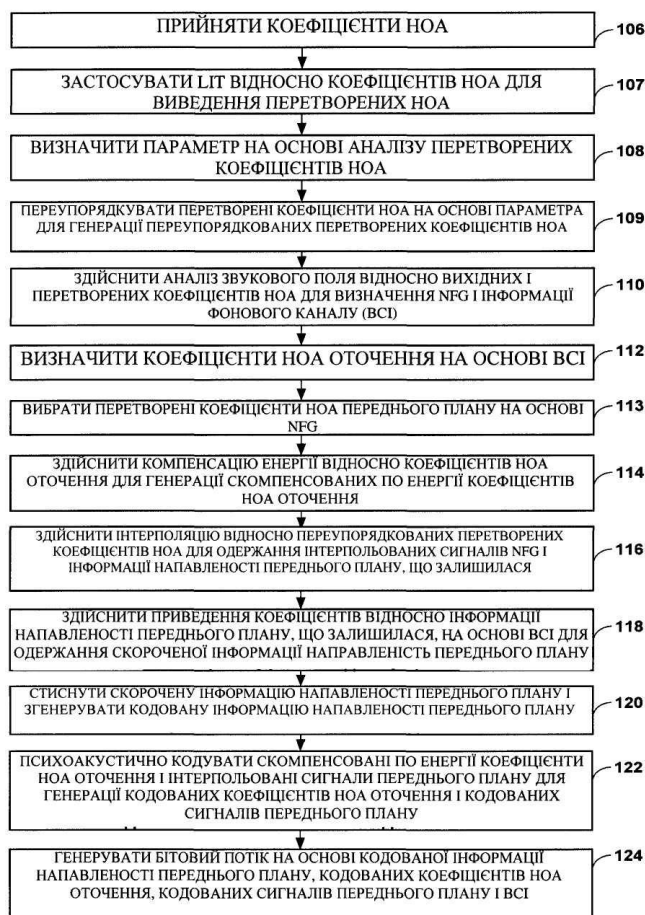 ПРИЙНЯТИ КОЕФІЦІЄНТИ НОА
106
ЗАСТОСУВАТИ LIT ВІДНОСНО КОЕФІЦІЄНТІВ НОА ДЛЯ
ВИВЕДЕННЯ ПЕРЕТВОРЕНИХ НОА
107
ВИЗНАЧИТИ ПАРАМЕТР НА ОСНОВІ АНАЛІЗУ ПЕРЕТВОРЕНИХ
КОЕФІЦІЄНТІВ НОА
108
ПЕРЕУПОРЯДКУВАТИ ПЕРЕТВОРЕНІ КОЕФІЦІЄНТИ НОА НА ОСНОВІ ПАРАМЕТРА
ДЛЯ ГЕНЕРАЦІЇ ПЕРЕУПОРЯДКОВАНИХ ПЕРЕТВОРЕНИХ КОЕФІЦІЄНТІВ НОА
109
ЗДІЙСНИТИ АНАЛІЗ ЗВУКОВОГО ПОЛЯ ВІДНОСНО ВИХІДНИХ І
ПЕРЕТВОРЕНИХ КОЕФІЦІЄНТІВ НОА ДЛЯ ВИЗНАЧЕННЯ NFG І ІНФОРМАЦІЇ
ФОНОВОГО КАНАЛУ (ВСІ)
110
ВИЗНАЧИТИ КОЕФІЦІЄНТИ НОА ОТОЧЕННЯ НА ОСНОВІ ВСІ
112
ВИБРАТИ ПЕРЕТВОРЕНІ КОЕФІЦІЄНТИ НОА ПЕРЕДНЬОГО ПЛАНУ НА ОСНОВІ
NFG
113
ЗДІЙСНИТИ КОМПЕНСАЦІЮ ЕНЕРГІЇ ВІДНОСНО КОЕФІЦІЄНТІВ НОА
ОТОЧЕННЯ ДЛЯ ГЕНЕРАЦІЇ СКОМПЕНСОВАНИХ ПО ЕНЕРГІЇ КОЕФІЦІЄНТІВ
НОА ОТОЧЕННЯ
114
ЗДІЙСНИТИ ІНТЕРПОЛЯЦІЮ ВІДНОСНО ПЕРЕУПОРЯДКОВАНИХ ПЕРЕТВОРЕНИХ
КОЕФІЦІЄНТІВ НОА ДЛЯ ОДЕРЖАННЯ ІНТЕРПОЛЬОВАНИХ СИГНАЛІВ NFG І
ІНФОРМАЦІЇ НАПАВЛЕНОСТІ ПЕРЕДНЬОГО ПЛАНУ, ЩО ЗАЛИШИЛАСЯ
116
ЗДІЙСНИТИ ПРИВЕДЕННЯ КОЕФІЦІЄНТІВ ВІДНОСНО ІНФОРМАЦІЇ
НАПАВЛЕНОСТІ ПЕРЕДНЬОГО ПЛАНУ, ЩО ЗАЛИШИЛАСЯ, НА ОСНОВІ ВСІ ДЛЯ
ОДЕРЖАННЯ СКОРОЧЕНОЇ ІНФОРМАЦІЇ НАПРАВЛЕНІСТЬ ПЕРЕДНЬОГО ПЛАНУ
118
СТИСНУТИ СКОРОЧЕНУ ІНФОРМАЦІЮ НАПАВЛЕНОСТІ ПЕРЕДНЬОГО ПЛАНУ І
ЗГЕНЕРУВАТИ КОДОВАНУ ІНФОРМАЦІЮ НАПАВЛЕНОСТІ ПЕРЕДНЬОГО ПЛАНУ
120
ПСИХОАКУСТИЧНО КОДУВАТИ СКОМПЕНСОВАНІ ПО ЕНЕРГІЇ КОЕФІЦІЄНТИ
НОА ОТОЧЕННЯ І ІНТЕРПОЛЬОВАНІ СИГНАЛИ ПЕРЕДНЬОГО ПЛАНУ ДЛЯ
ГЕНЕРАЦІЇ КОДОВАНИХ КОЕФІЦІЄНТІВ НОА ОТОЧЕННЯ І КОДОВАНИХ
СИГНАЛІВ ПЕРЕДНЬОГО ПЛАНУ
122
ГЕНЕРУВАТИ БІТОВИЙ ПОТІК НА ОСНОВІ КОДОВАНОЇ ІНФОРМАЦІЇ
НАПАВЛЕНОСТІ ПЕРЕДНЬОГО ПЛАНУ, КОДОВАНИХ КОЕФІЦІЄНТІВ НОА
ОТОЧЕННЯ, КОДОВАНИХ СИГНАЛІВ ПЕРЕДНЬОГО ПЛАНУ І ВСІ
124